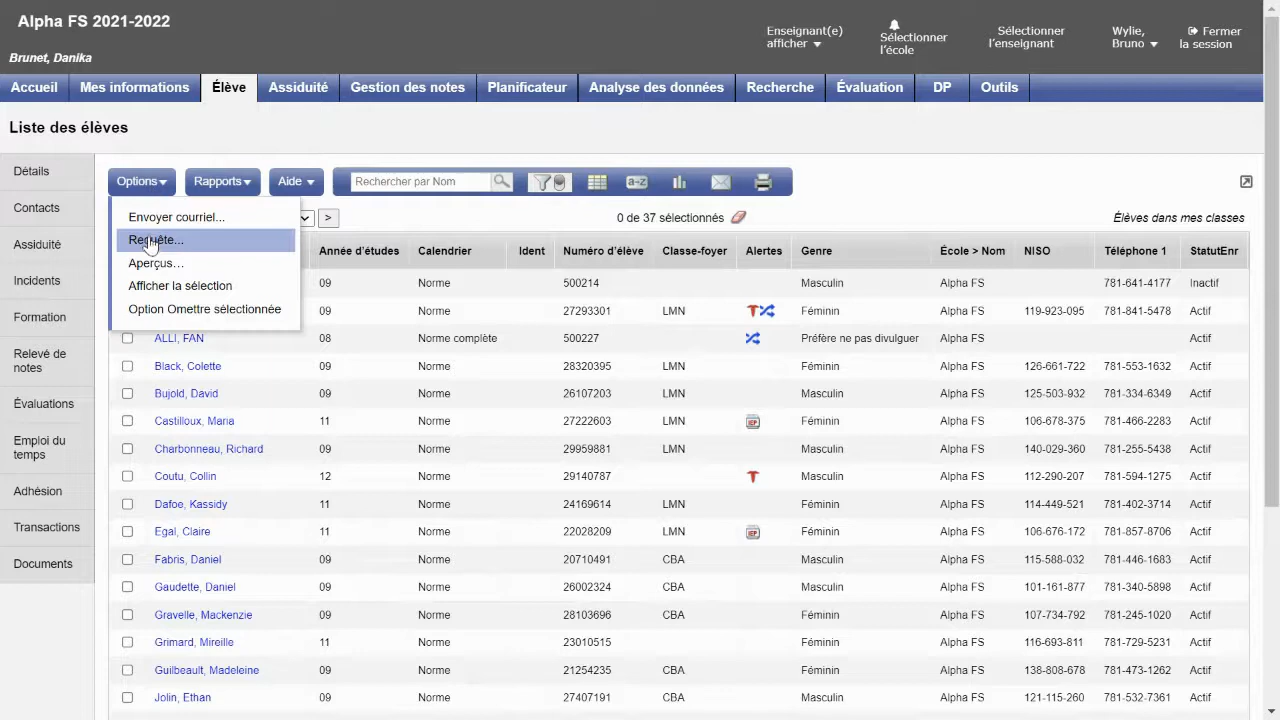 Alpha FS 2021-2022
Brunet, Danika
Enseignant(e)
afficher
Sélectionner
l'école
Sélectionner
l'enseignant
Wylie,
Bruno
Fermer
la session
Accueil Mes informations Élève Assiduité Gestion des notes Planificateur Analyse des données Recherche Évaluation DP Outils
Liste des élèves
Détails
Contacts
Assiduité
Incidents
Formation
Relevé de
notes
Évaluations
Emploi du
temps
Adhésion
Transactions
Documents
Options Rapports Aide Rechercher par Nom a-z
Envoyer courriel...
Requête...
Aperçus...
Afficher la sélection
Option Omettre sélectionnée
> 0 de 37 sélectionnés Élèves dans mes classes
Année d'études Calendrier Ident Numéro d'élève Classe-foyer Alertes Genre École > Nom NISO Téléphone 1 StatutEnr
09 Norme 500214 Masculin Alpha FS 781-641-4177 Inactif
09 Norme 27293301 LMN Féminin Alpha FS 119-923-095 781-841-5478 Actif
ALLI, FAN 08 Norme complète 500227 Préfère ne pas divulguer Alpha FS Actif
Black, Colette 09 Norme 28320395 LMN Féminin Alpha FS 126-661-722 781-553-1632 Actif
Bujold, David 09 Norme 26107203 LMN Masculin Alpha FS 125-503-932 781-334-6349 Actif
Castilloux, Maria 11 Norme 27222603 LMN IEP Féminin Alpha FS 106-678-375 781-466-2283 Actif
Charbonneau, Richard 09 Norme 29959881 LMN Masculin Alpha FS 140-029-360 781-255-5438 Actif
Coutu, Collin 12 Norme 29140787 Masculin Alpha FS 112-290-207 781-594-1275 Actif
Dafoe, Kassidy 11 Norme 24169614 LMN Féminin Alpha FS 114-449-521 781-402-3714 Actif
Egal, Claire 11 Norme 22028209 LMN IEP Féminin Alpha FS 106-676-172 781-857-8706 Actif
Fabris, Daniel 09 Norme 20710491 CBA Masculin Alpha FS 115-588-032 781-446-1683 Actif
Gaudette, Daniel 09 Norme 26002324 CBA Masculin Alpha FS 101-161-877 781-340-5898 Actif
Gravelle, Mackenzie 09 Norme 28103696 CBA Féminin Alpha FS 107-734-792 781-245-1020 Actif
Grimard, Mireille 11 Norme 23010515 Féminin Alpha FS 116-693-811 781-729-5231 Actif
Guilbeault, Madeleine 09 Norme 21254235 CBA Féminin Alpha FS 138-808-678 781-473-1262 Actif
Jolin, Ethan 09 Norme 27407191 CBA Masculin Alpha FS 121-115-260 781-532-7361 Actif